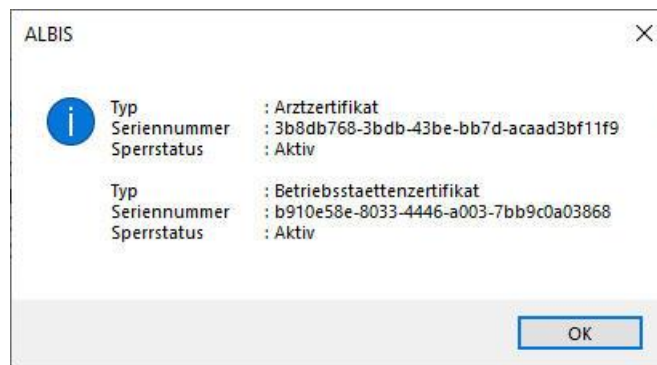 ALBIS
Typ : Arztzertifikat
Seriennummer : 3b8db768-3bdb-43be-bb7d-acaad3bf11f9
Sperrstatus : Aktiv
Typ : Betriebsstaettenzertifikat
Seriennummer : b910e58e-8033-4446-a003-7bb9c0a03868
Sperrstatus : Aktiv
OK